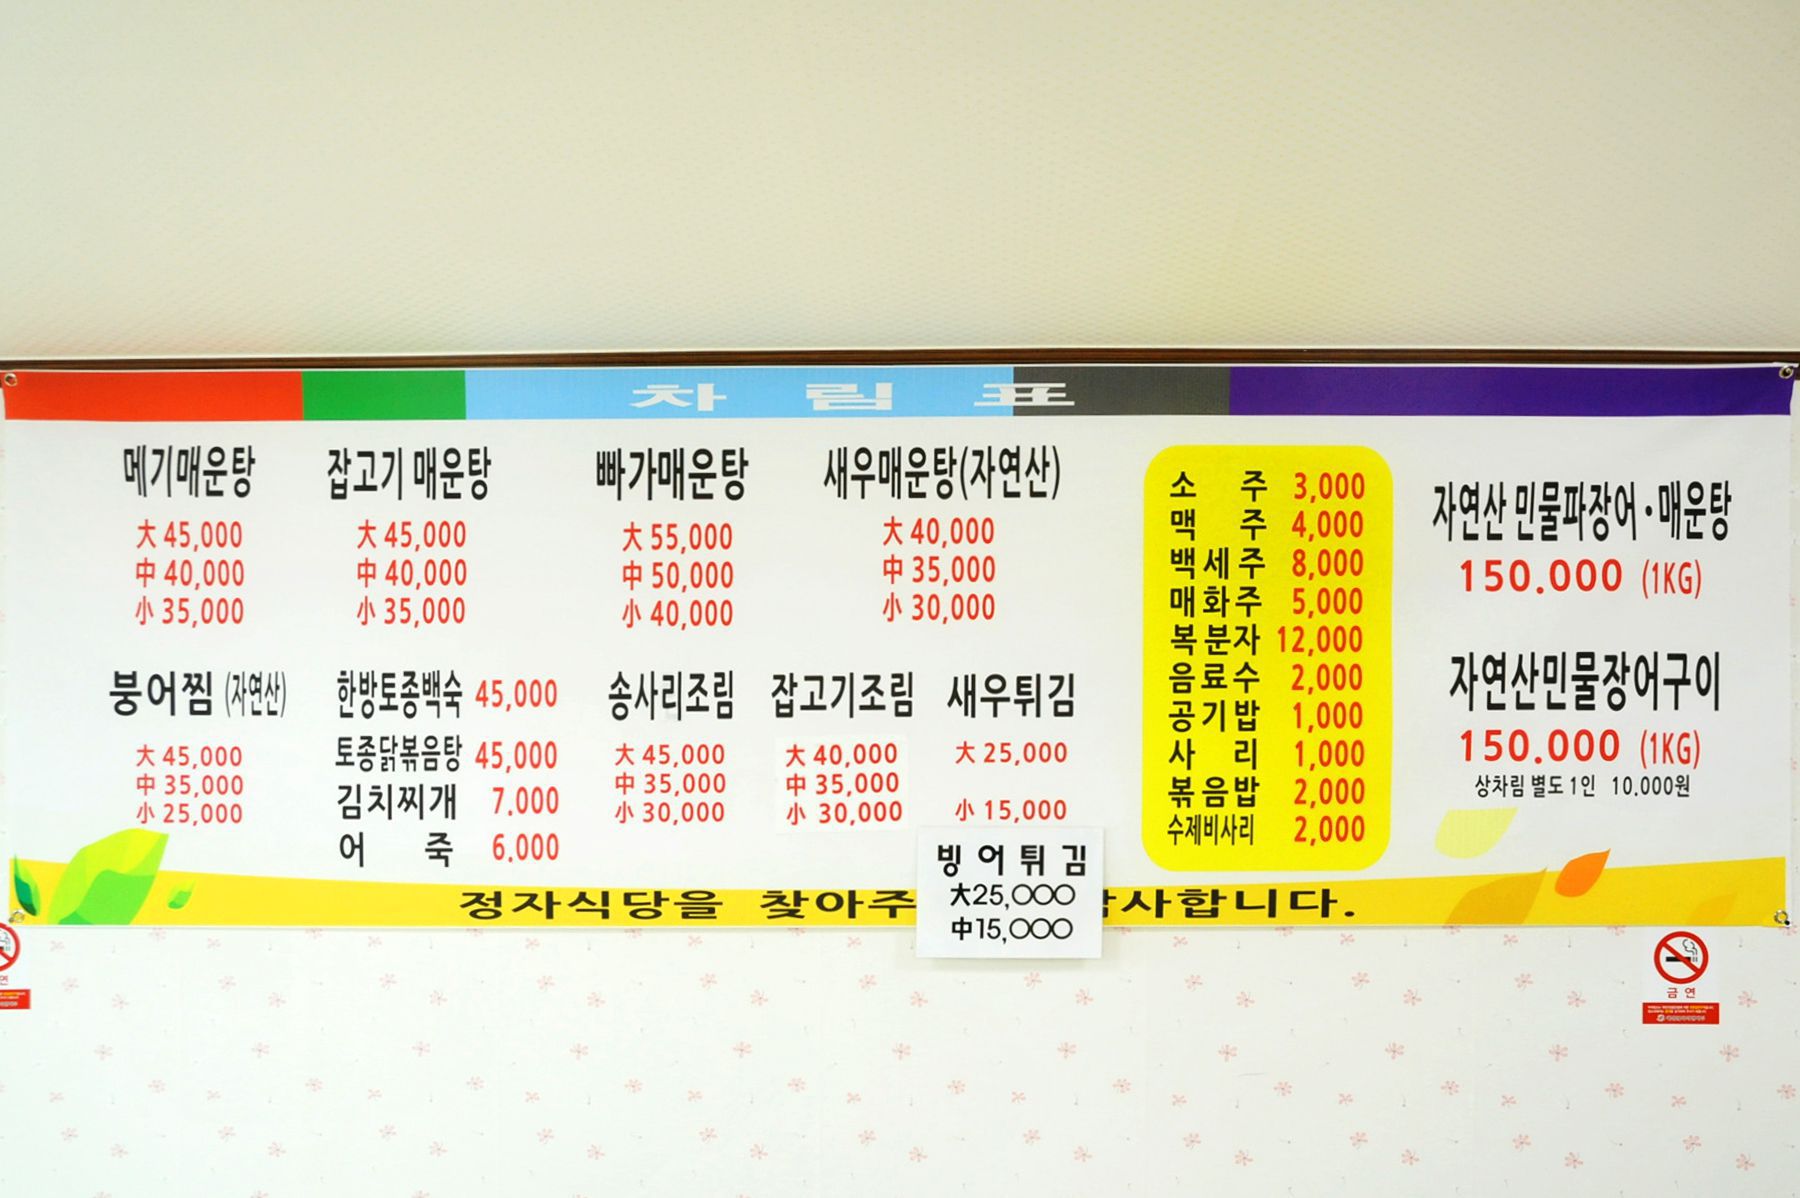 차림표
메기매운탕
大 45,000
中 40,000
小 35,000
잡고기 매운탕
大 45,000
中 40,000
小 35,000
빠가매운탕
大 55,000
中 50,000
小 40,000
새우매운탕(자연산)
大 40,000
中 35,000
小 30,000
붕어찜 (자연산)
大 45,000
中 35,000
小 25,000
한방토종백숙 45,000
토종닭볶음탕 45,000
김치찌개 7.000
어 죽 6.000
송사리조림
大 45,000
中 35,000
小 30,000
잡고기조림
大 40,000
中 35,000
小 30,000
새우튀김
大 25,000
小 15,000
빙어튀김
大25,000
中15,000
소 주 3,000
맥 주 4,000
백세주 8,000
매화주 5,000
복분자 12,000
음료수 2,000
공기밥 1,000
사 리 1,000
볶음밥 2,000
수제비사리 2,000
자연산 민물파장어·매운탕
150.000 (1KG)
자연산민물장어구이
150.000 (1KG)
상차림 별도 1인 10.000원
정자식당을 찾아주 사합니다.
연
금연